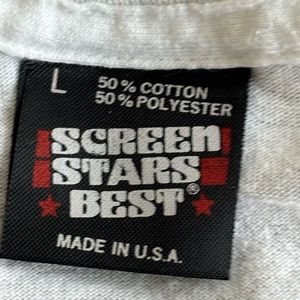 L 50% COTTON
50% POLYESTER
SCREEN
STARS
BEST®
MADE IN U.S.A.